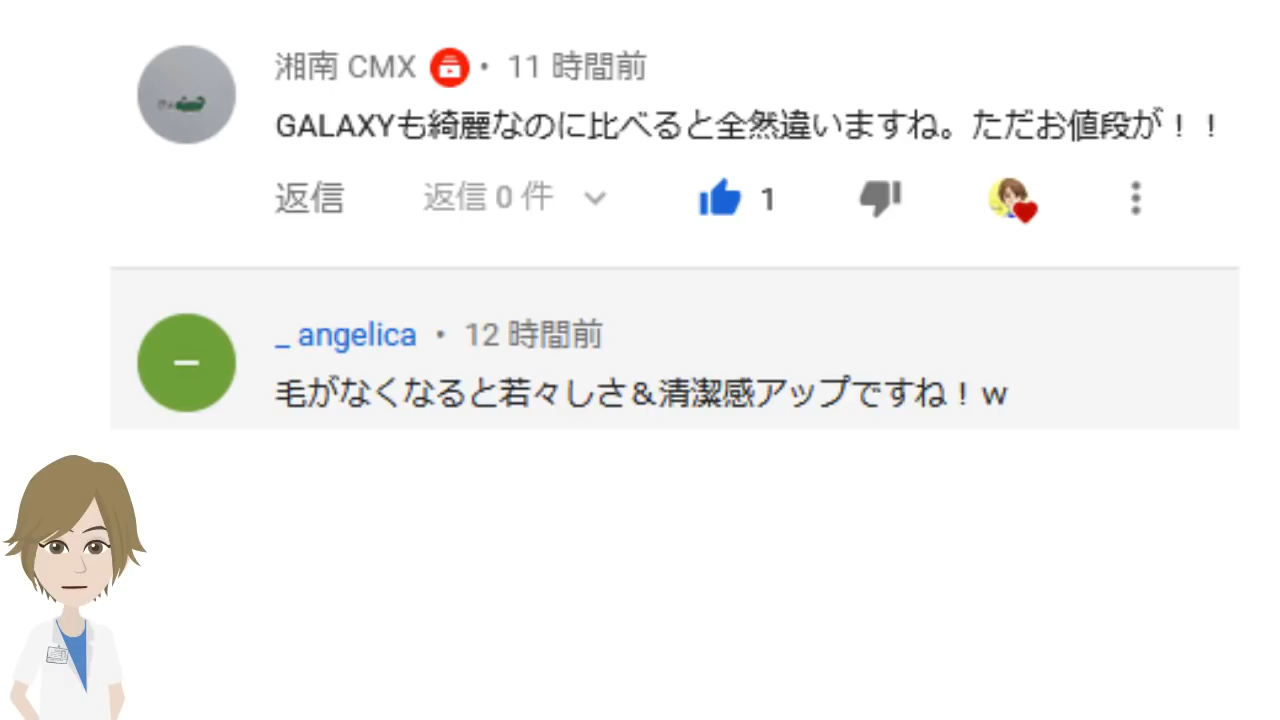 湘南 CMX ・ 11 時間前
GALAXYも綺麗なのに比べると全然違いますね。ただお値段が！！
返信 返信 0 件 1
_ angelica ・ 12 時間前
毛がなくなると若々しさ＆清潔感アップですね！ｗ